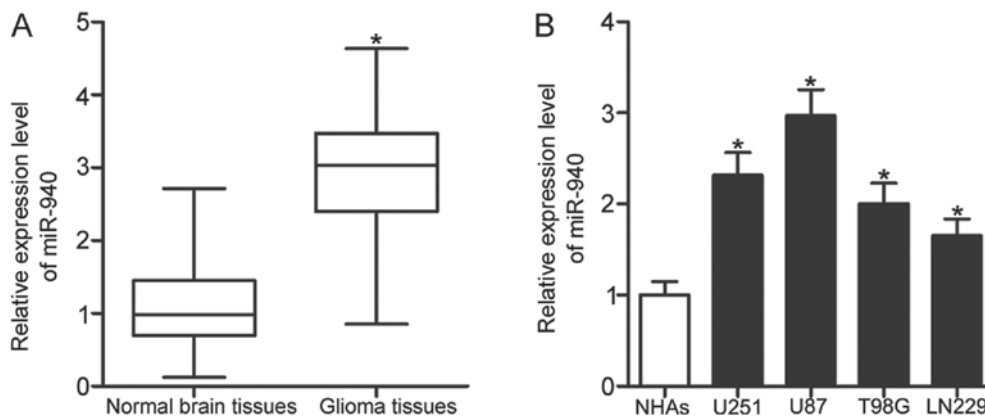 A
Relative expression level
of miR-940
5
4
3
2
1
0
*
Normal brain tissues
Glioma tissues
B
Relative expression level
of miR-940
4
3
2
1
0
*
*
*
*
NHAs
U251
U87
T98G
LN229